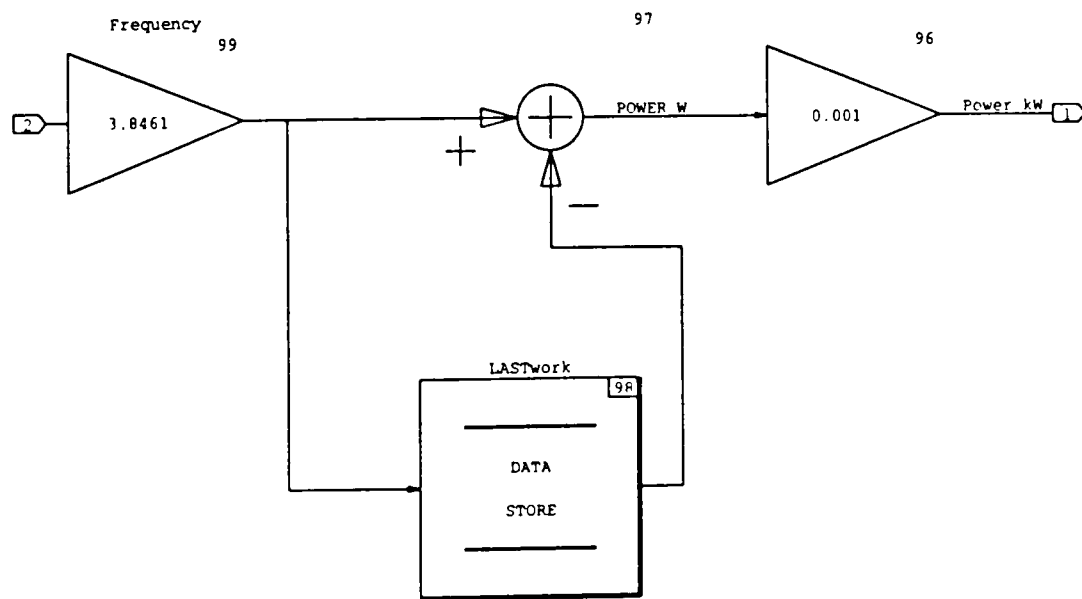 Frequency
99
97
96
2
3.8461
+
+
POWER W
0.001
Power kW
1
—
LASTwork
98
DATA
STORE